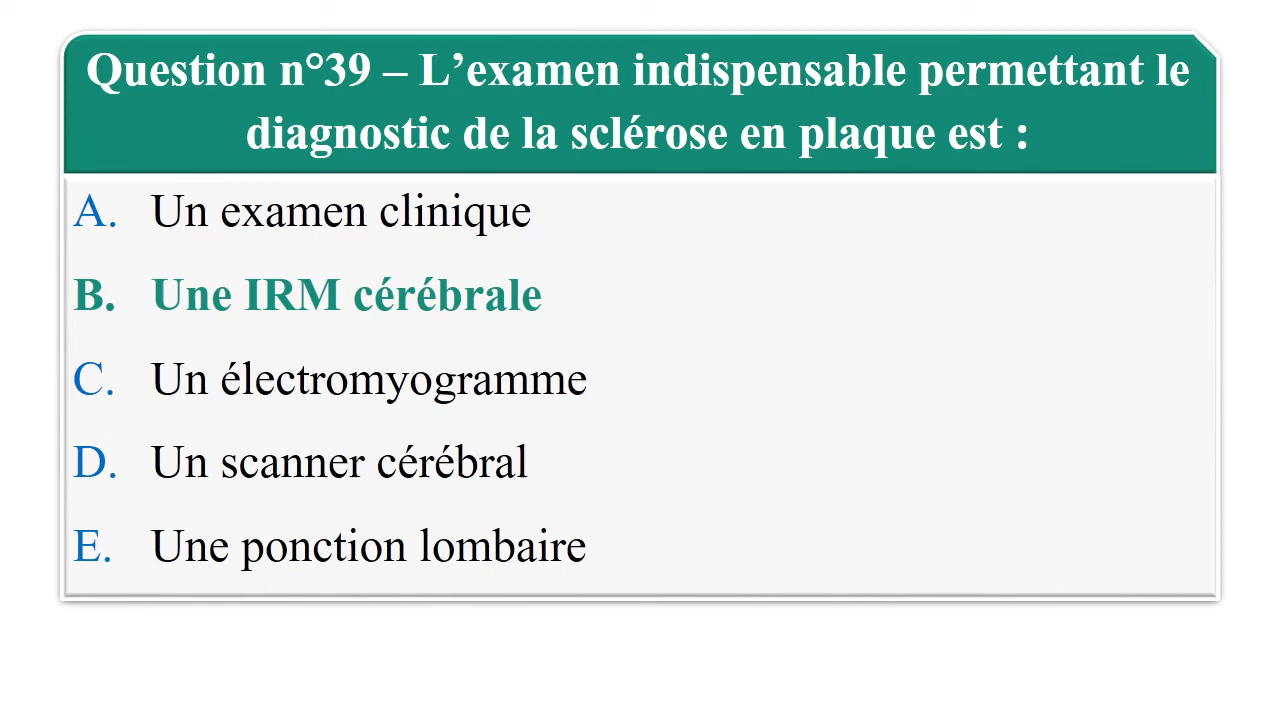 Question n°39 – L’examen indispensable permettant le
diagnostic de la sclérose en plaque est :
A. Un examen clinique
B. Une IRM cérébrale
C. Un électromyogramme
D. Un scanner cérébral
E. Une ponction lombaire